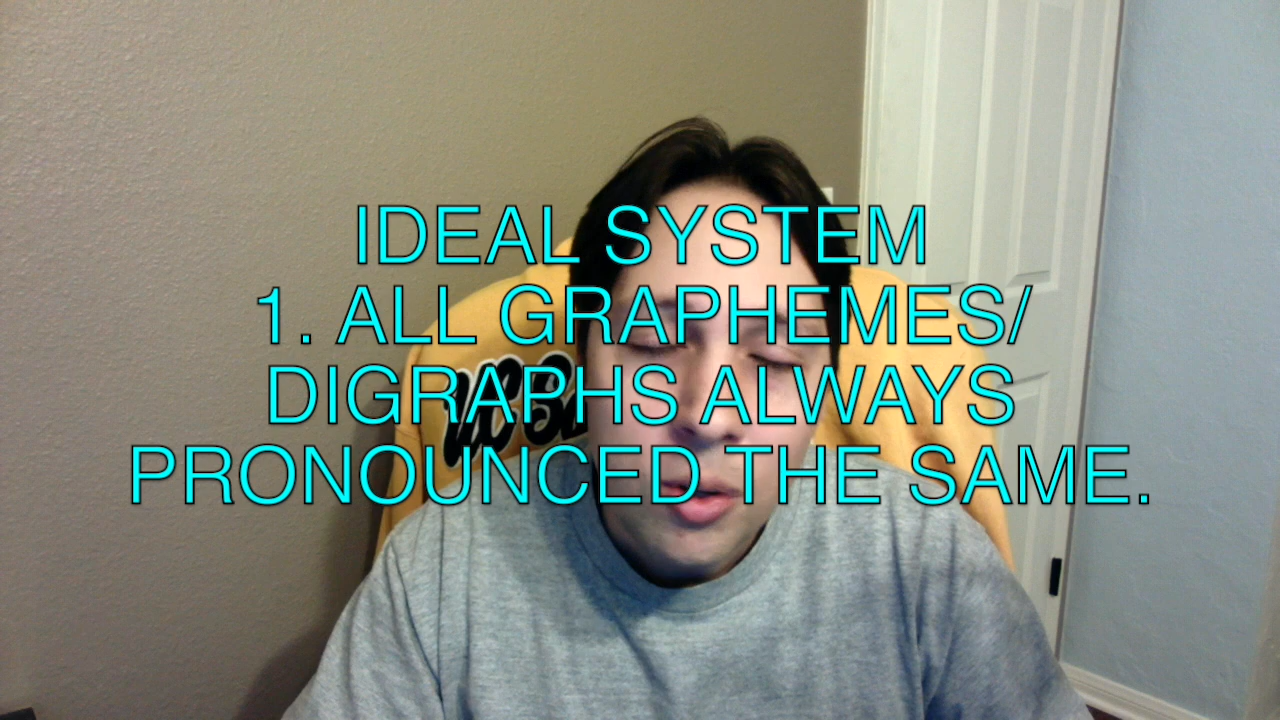 IDEAL SYSTEM
1. ALL GRAPHEMES/
DIGRAPHS ALWAYS
PRONOUNCED THE SAME.